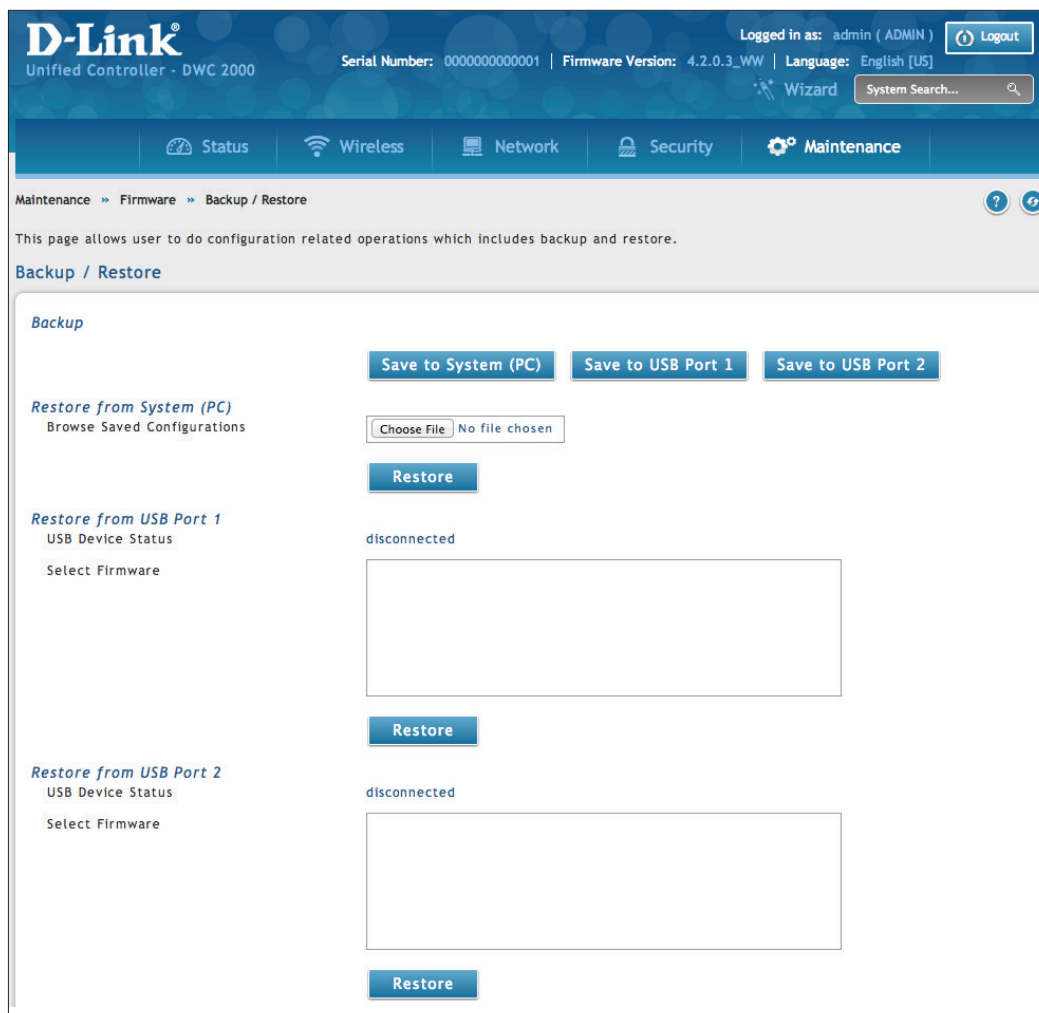 D-Link®
Unified Controller - DWC 2000
Logged in as: admin ( ADMIN ) Logout
Serial Number: 0000000000001 | Firmware Version: 4.2.0.3_WW | Language: English [US]
Wizard System Search...
Status Wireless Network Security Maintenance
Maintenance » Firmware » Backup / Restore ?
This page allows user to do configuration related operations which includes backup and restore.
Backup / Restore
Backup
Save to System (PC) Save to USB Port 1 Save to USB Port 2
Restore from System (PC)
Browse Saved Configurations Choose File No file chosen
Restore
Restore from USB Port 1
USB Device Status disconnected
Select Firmware
Restore
Restore from USB Port 2
USB Device Status disconnected
Select Firmware
Restore